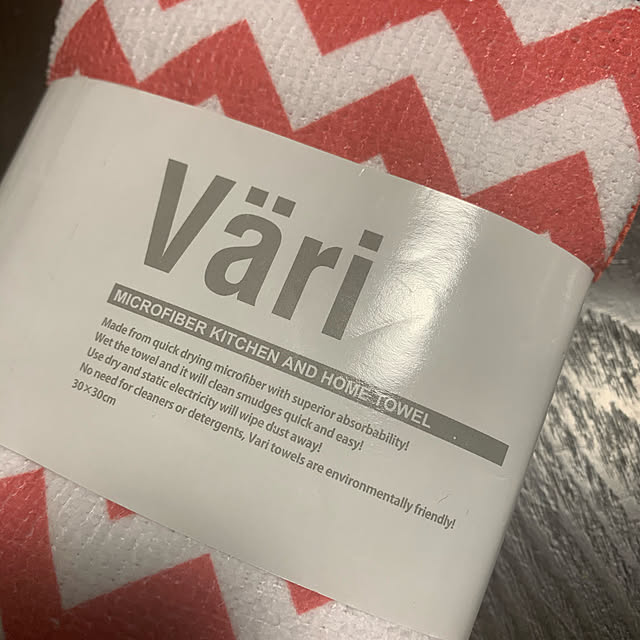 Väri
MICROFIBER KITCHEN AND HOME TOWEL
Made from quick drying microfiber with superior absorbability!
Wet the towel and it will clean smudges quick and easy!
Use dry and static electricity will wipe dust away!
No need for cleaners or detergents, Vari towels are environmentally friendly!
30×30cm